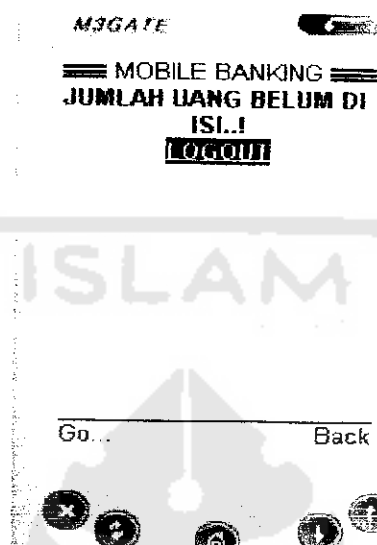 M3GATE
MOBILE BANKING
JUMLAH UANG BELUM DI
ISI..!
LOGOUT
ISLAM
Go... Back